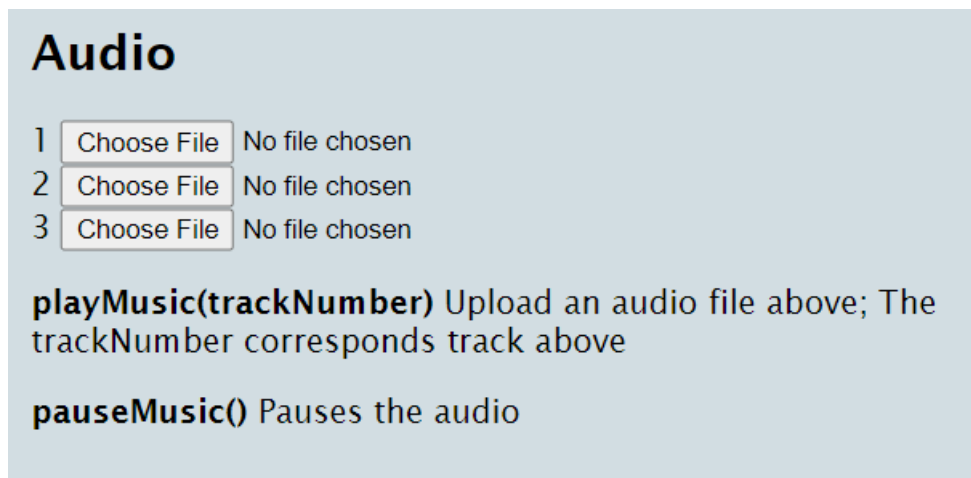 Audio
1 Choose File No file chosen
2 Choose File No file chosen
3 Choose File No file chosen
playMusic(trackNumber) Upload an audio file above; The
trackNumber corresponds track above
pauseMusic() Pauses the audio